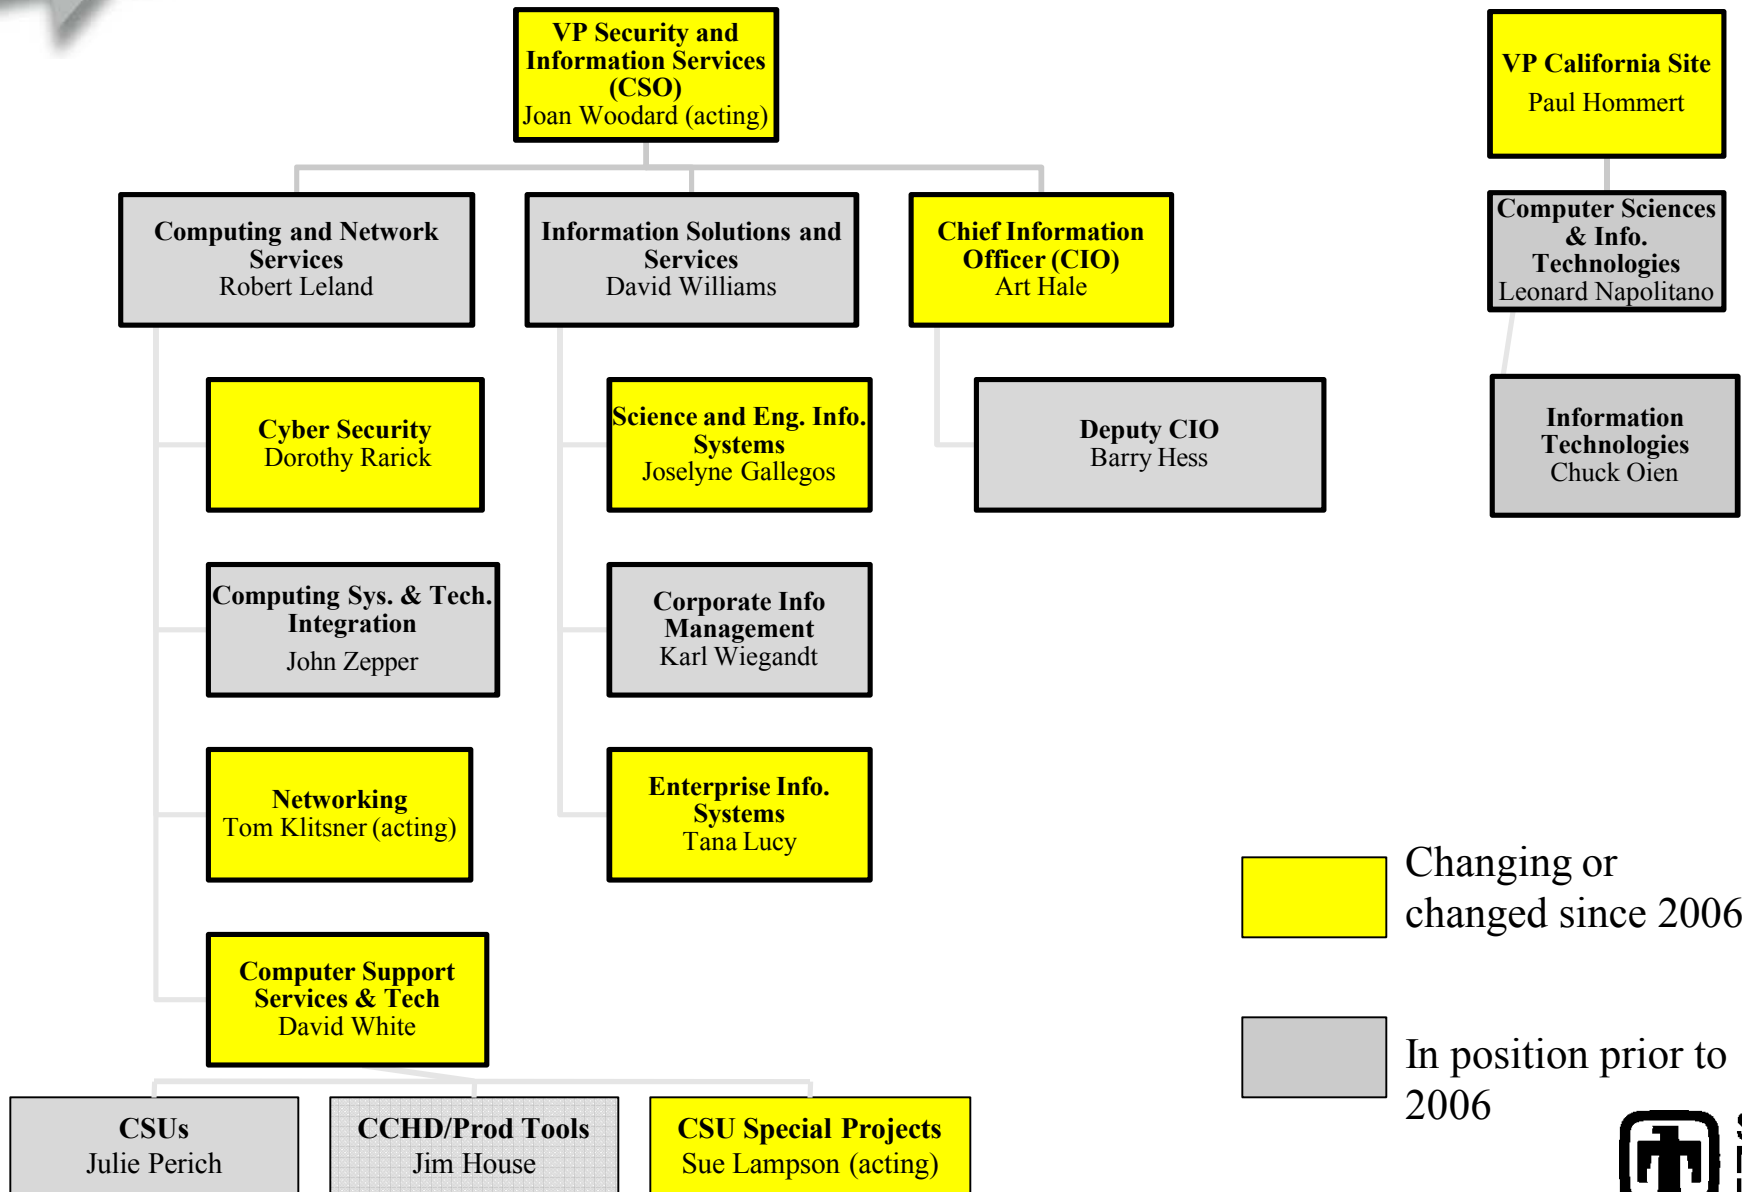 VP Security and
Information Services
(CSO)
Joan Woodard (acting)
VP California Site
Paul Hommert
Computing and Network
Services
Robert Leland
Information Solutions and
Services
David Williams
Chief Information
Officer (CIO)
Art Hale
Computer Sciences
& Info.
Technologies
Leonard Napolitano
Cyber Security
Dorothy Rarick
Science and Eng. Info.
Systems
Joselyne Gallegos
Deputy CIO
Barry Hess
Information
Technologies
Chuck Oien
Computing Sys. & Tech.
Integration
John Zepper
Corporate Info
Management
Karl Wiegandt
Networking
Tom Klitsner (acting)
Enterprise Info.
Systems
Tana Lucy
Computer Support
Services & Tech
David White
CSUs
Julie Perich
CCHD/Prod Tools
Jim House
CSU Special Projects
Sue Lampson (acting)
Changing or
changed since 2006
In position prior to
2006